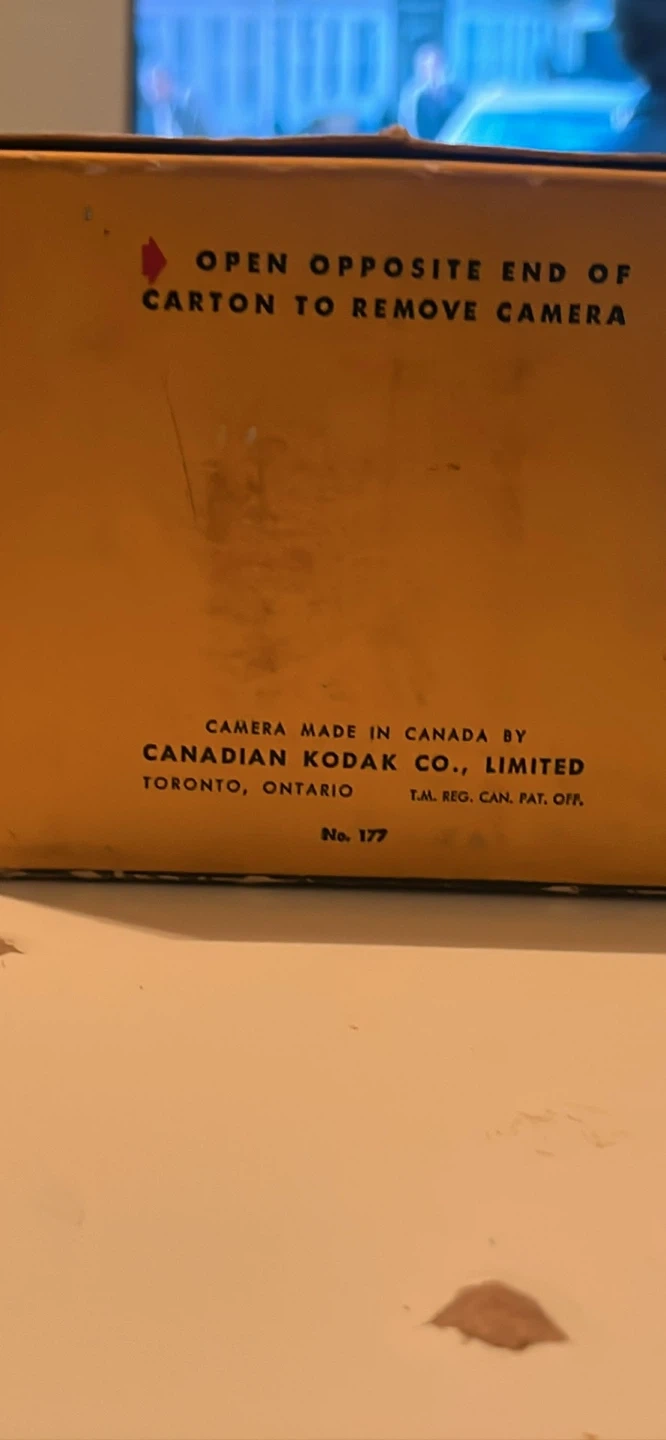 OPEN OPPOSITE END OF
CARTON TO REMOVE CAMERA
CAMERA MADE IN CANADA BY
CANADIAN KODAK CO., LIMITED
TORONTO, ONTARIO T.M. REG. CAN. PAT. OFF.
No. 177